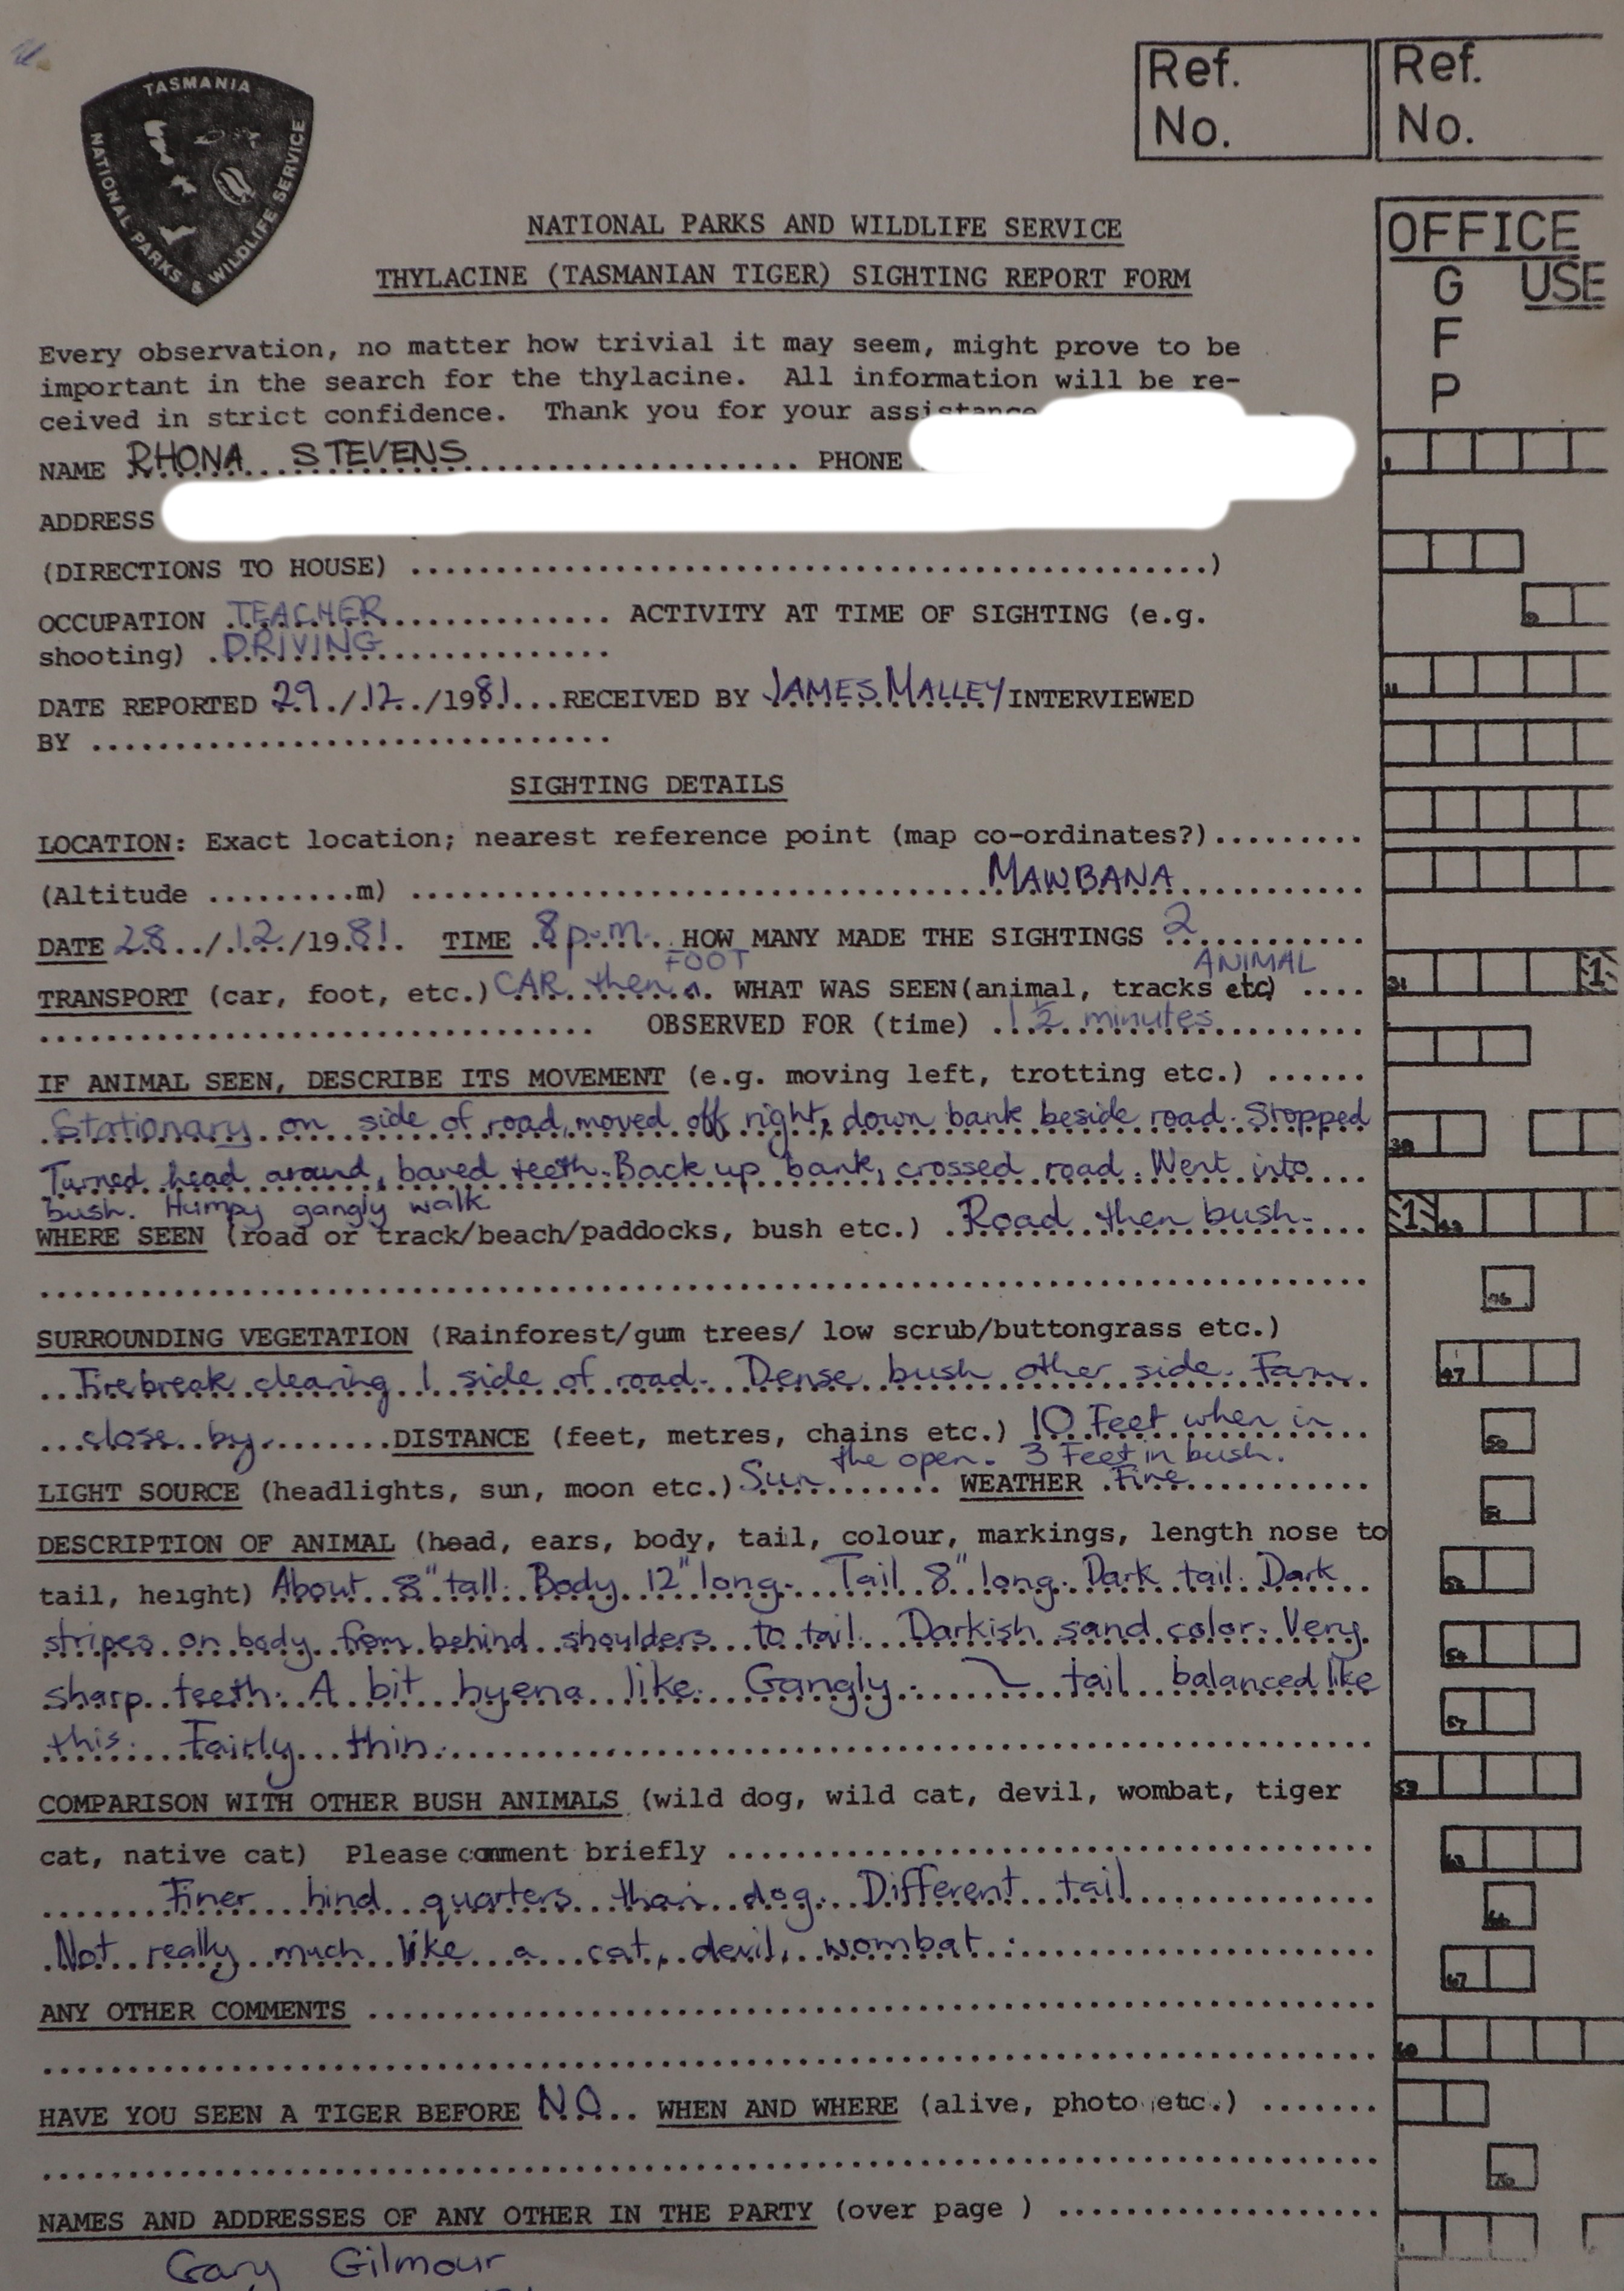 TASMANIA
NATIONAL PARKS & WILDLIFE SERVICE
Ref. No.
Ref. No.
OFFICE USE
G
F
P
NATIONAL PARKS AND WILDLIFE SERVICE
THYLACINE (TASMANIAN TIGER) SIGHTING REPORT FORM
Every observation, no matter how trivial it may seem, might prove to be
important in the search for the thylacine. All information will be re-
ceived in strict confidence. Thank you for your assistance
NAME RHONA STEVENS PHONE
ADDRESS
(DIRECTIONS TO HOUSE) ........................................)
OCCUPATION TEACHER ACTIVITY AT TIME OF SIGHTING (e.g.
shooting) DRIVING
DATE REPORTED 29./.12../1981...RECEIVED BY JAMES MALLEY INTERVIEWED
BY ................................
SIGHTING DETAILS
LOCATION: Exact location; nearest reference point (map co-ordinates?).........
(Altitude .........m) MAWBANA
DATE 28../.12/1981. TIME 8 p.m. HOW MANY MADE THE SIGHTINGS 2
FOOT ANIMAL
TRANSPORT (car, foot, etc.) CAR then ^. WHAT WAS SEEN(animal, tracks etc) ....
OBSERVED FOR (time) 1½ minutes
IF ANIMAL SEEN, DESCRIBE ITS MOVEMENT (e.g. moving left, trotting etc.) ......
Stationary on side of road, moved off right, down bank beside road. Stopped
Turned head around, bared teeth. Back up bank, crossed road. Went into
bush. Humpy gangly walk
WHERE SEEN (road or track/beach/paddocks, bush etc.) Road then bush.
SURROUNDING VEGETATION (Rainforest/gum trees/ low scrub/buttongrass etc.)
Firebreak clearing 1 side of road. Dense bush other side. Farm
close by DISTANCE (feet, metres, chains etc.) 10 Feet when in
the open. 3 Feet in bush.
LIGHT SOURCE (headlights, sun, moon etc.) Sun WEATHER Fine
DESCRIPTION OF ANIMAL (head, ears, body, tail, colour, markings, length nose to
tail, height) About 8" tall. Body 12" long. Tail 8" long. Dark tail. Dark
stripes on body from behind shoulders to tail. Darkish sand color. Very
sharp teeth. A bit hyena like. Gangly. tail balanced like
this. Fairly thin.
COMPARISON WITH OTHER BUSH ANIMALS (wild dog, wild cat, devil, wombat, tiger
cat, native cat) Please comment briefly ..................................
Finer hind quarters than dog. Different tail
Not really much like a cat, devil, wombat.
ANY OTHER COMMENTS ..................................
HAVE YOU SEEN A TIGER BEFORE NO WHEN AND WHERE (alive, photo etc.) .......
NAMES AND ADDRESSES OF ANY OTHER IN THE PARTY (over page ) .................
Gary Gilmour